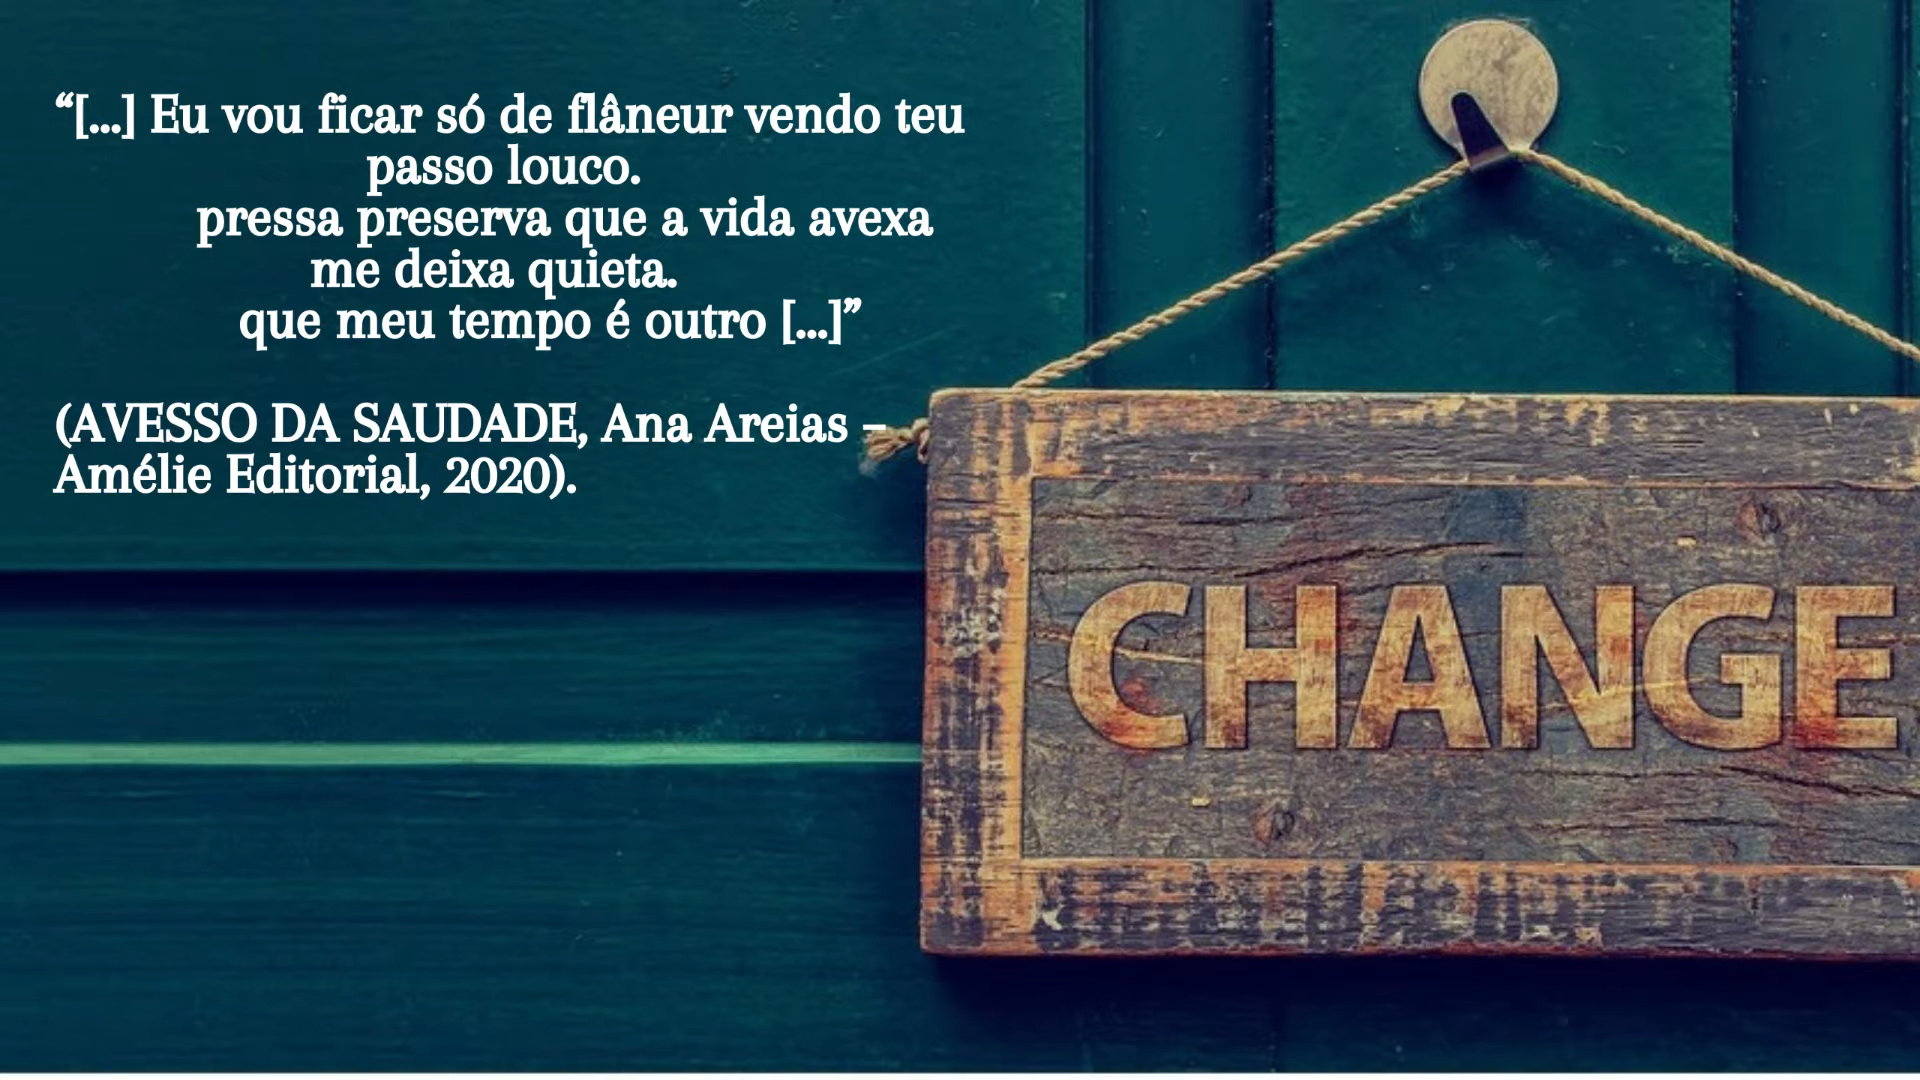 “[...] Eu vou ficar só de flâneur vendo teu
passo louco.
pressa preserva que a vida avexa
me deixa quieta.
que meu tempo é outro [...]”
(AVESSO DA SAUDADE, Ana Areias –
Amélie Editorial, 2020).
CHANGE